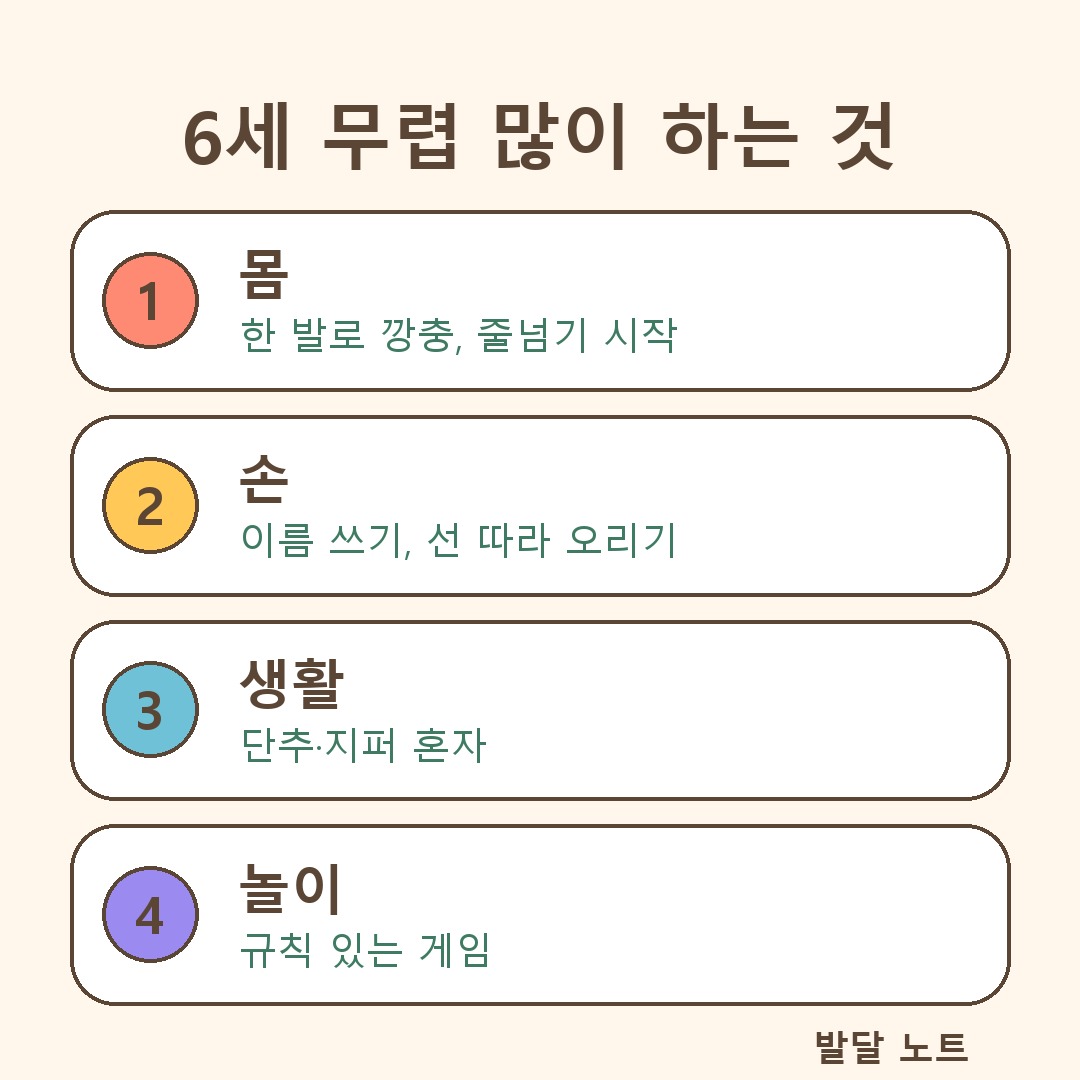 6세 무렵 많이 하는 것
1
몸
한 발로 깡충, 줄넘기 시작
2
손
이름 쓰기, 선 따라 오리기
3
생활
단추·지퍼 혼자
4
놀이
규칙 있는 게임
발달 노트